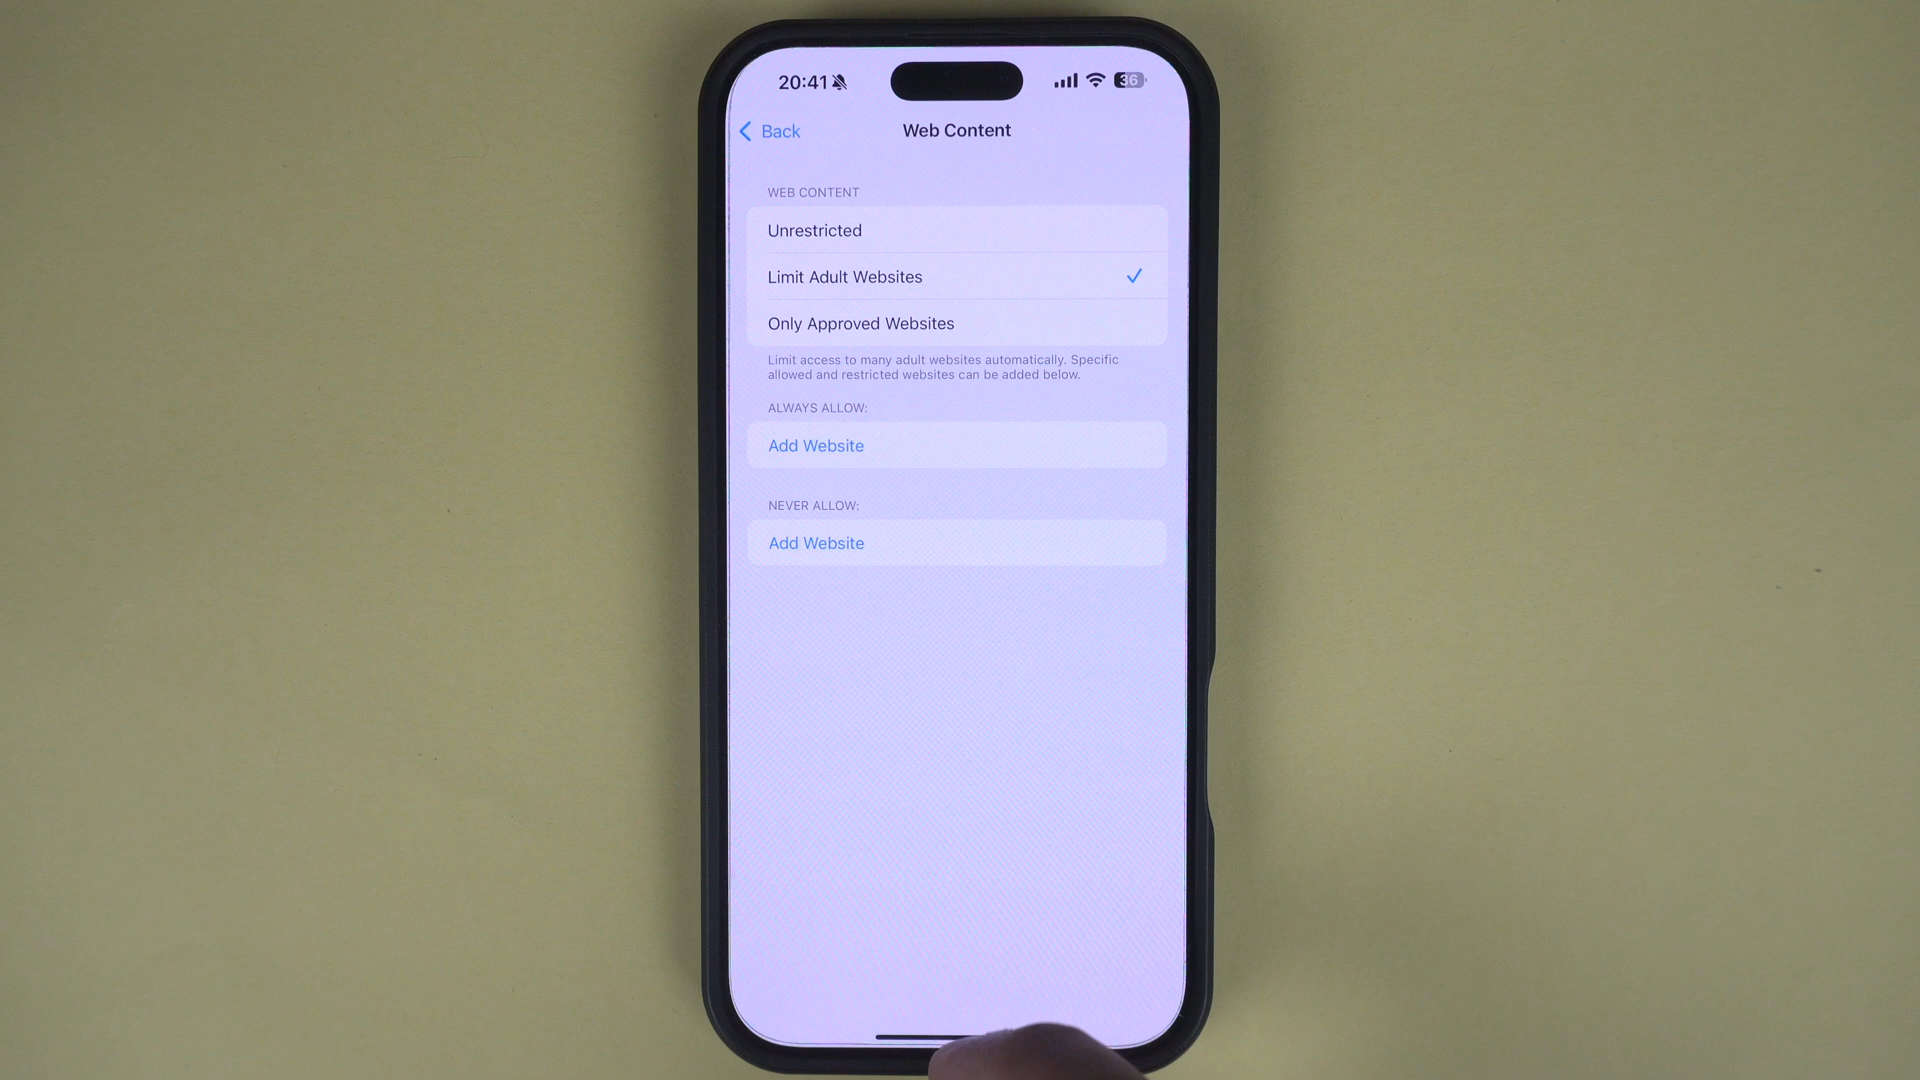 20:41
36
Back
Web Content
WEB CONTENT
Unrestricted
Limit Adult Websites
Only Approved Websites
Limit access to many adult websites automatically. Specific
allowed and restricted websites can be added below.
ALWAYS ALLOW:
Add Website
NEVER ALLOW:
Add Website